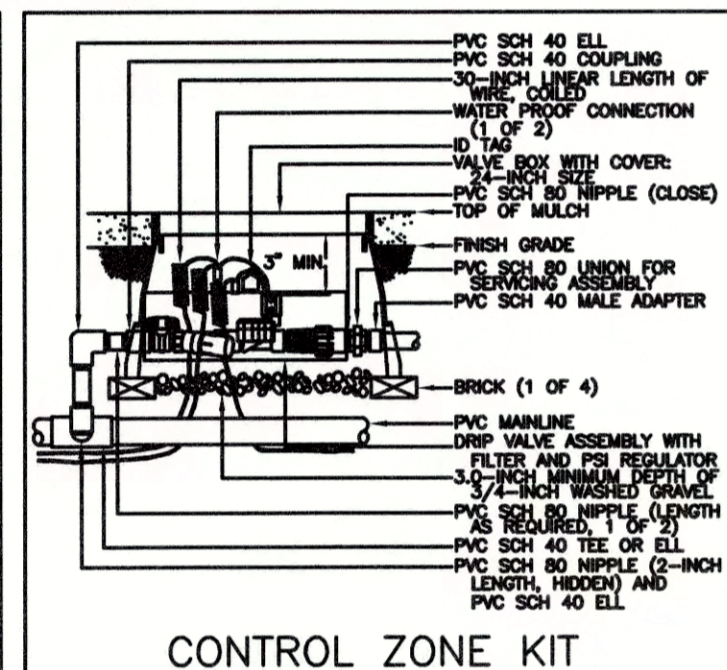 PVC SCH 40 ELL
PVC SCH 40 COUPLING
30-INCH LINEAR LENGTH OF
WIRE, COILED
WATER PROOF CONNECTION
(1 OF 2)
ID TAG
VALVE BOX WITH COVER:
24-INCH SIZE
PVC SCH 80 NIPPLE (CLOSE)
TOP OF MULCH
FINISH GRADE
3" MIN.
PVC SCH 80 UNION FOR
SERVICING ASSEMBLY
PVC SCH 40 MALE ADAPTER
BRICK (1 OF 4)
PVC MAINLINE
DRIP VALVE ASSEMBLY WITH
FILTER AND PSI REGULATOR
3.0-INCH MINIMUM DEPTH OF
3/4-INCH WASHED GRAVEL
PVC SCH 80 NIPPLE (LENGTH
AS REQUIRED, 1 OF 2)
PVC SCH 40 TEE OR ELL
PVC SCH 80 NIPPLE (2-INCH
LENGTH, HIDDEN) AND
PVC SCH 40 ELL
CONTROL ZONE KIT